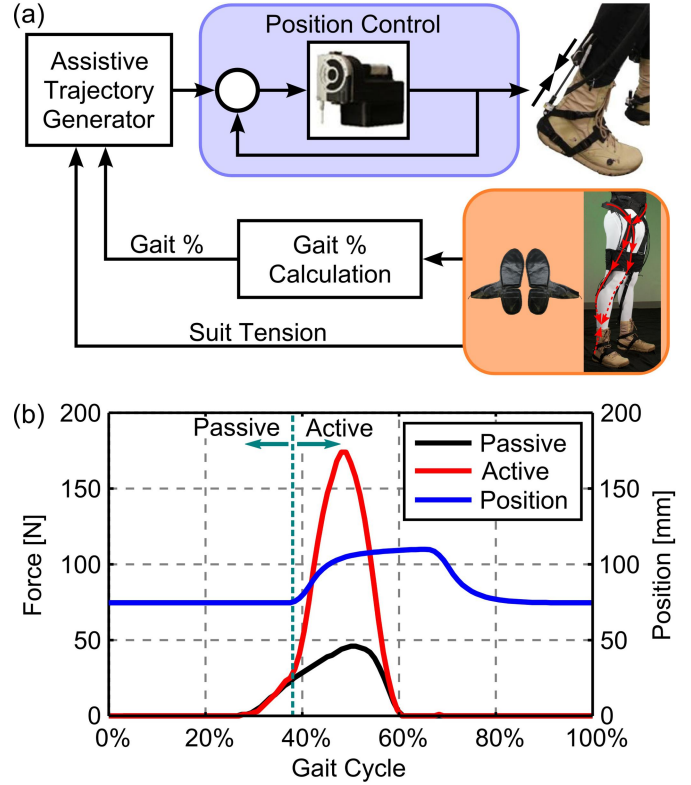 (a)
Position Control
Assistive
Trajectory
Generator
Gait %
Gait %
Calculation
Suit Tension
(b)
200
150
100
50
0
Force [N]
Passive
Active
Passive
Active
Position
200
150
100
50
0
Position [mm]
0%
20%
40%
60%
80%
100%
Gait Cycle